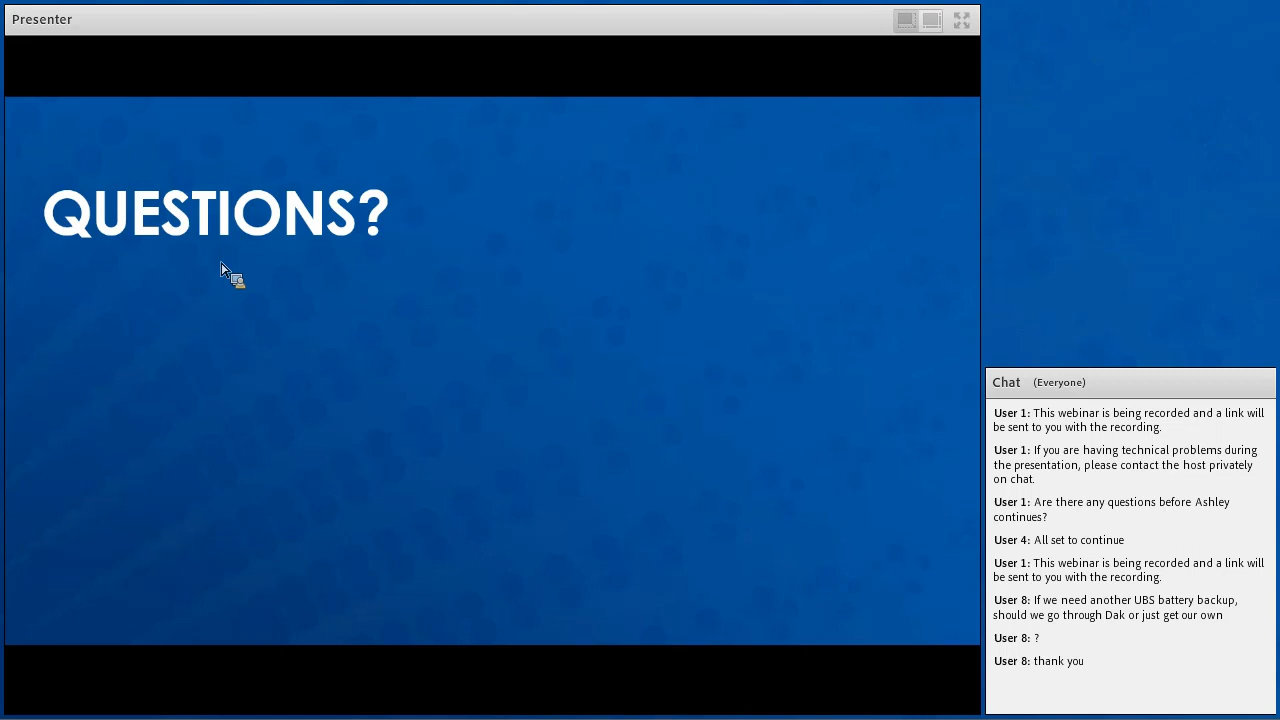 Presenter
QUESTIONS?
Chat (Everyone)
User 1: This webinar is being recorded and a link will
be sent to you with the recording.
User 1: If you are having technical problems during
the presentation, please contact the host privately
on chat.
User 1: Are there any questions before Ashley
continues?
User 4: All set to continue
User 1: This webinar is being recorded and a link will
be sent to you with the recording.
User 8: If we need another UBS battery backup,
should we go through Dak or just get our own
User 8: ?
User 8: thank you